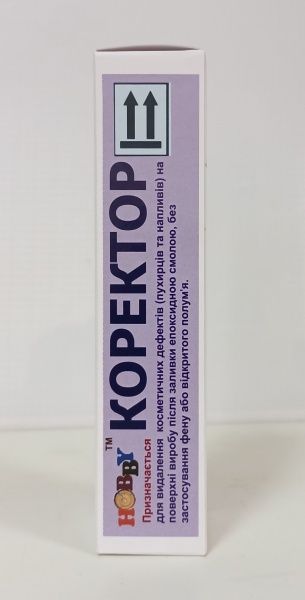 HOBBY™ КОРЕКТОР
Призначається
для видалення косметичних дефектів (пухирців та напливів) на
поверхні виробу після заливки епоксидною смолою, без
застосування фену або відкритого полум'я.